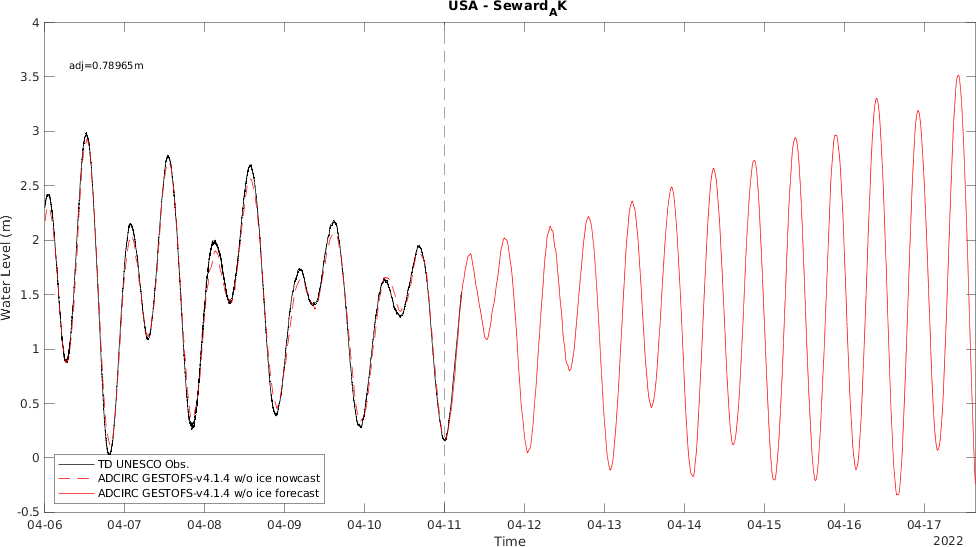 USA - Seward_AK
4
adj=0.78965m
3.5
3
2.5
2
1.5
1
0.5
0
-0.5
Water Level (m)
TD UNESCO Obs.
ADCIRC GESTOFS-v4.1.4 w/o ice nowcast
ADCIRC GESTOFS-v4.1.4 w/o ice forecast
04-06 04-07 04-08 04-09 04-10 04-11 04-12 04-13 04-14 04-15 04-16 04-17
Time
2022